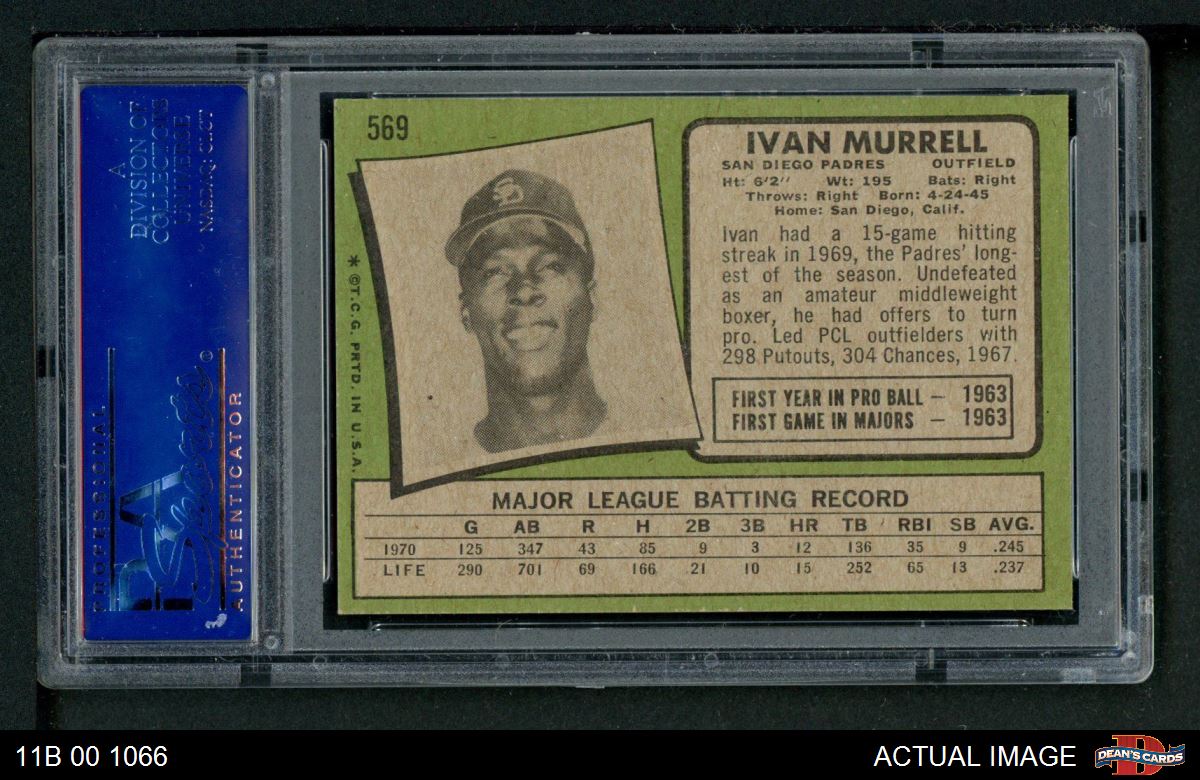 A
DIVISION OF
COLLECTORS
UNIVERSE
NASDAQ: CLCT
PROFESSIONAL
PSA
Sports ®
AUTHENTICATOR
569
* ©T.C.G. PRTD. IN U.S.A.
IVAN MURRELL
SAN DIEGO PADRES OUTFIELD
Ht: 6'2'' Wt: 195 Bats: Right
Throws: Right Born: 4-24-45
Home: San Diego, Calif.
Ivan had a 15-game hitting
streak in 1969, the Padres' long-
est of the season. Undefeated
as an amateur middleweight
boxer, he had offers to turn
pro. Led PCL outfielders with
298 Putouts, 304 Chances, 1967.
FIRST YEAR IN PRO BALL — 1963
FIRST GAME IN MAJORS — 1963
MAJOR LEAGUE BATTING RECORD
G AB R H 2B 3B HR TB RBI SB AVG.
1970 125 347 43 85 9 3 12 136 35 9 .245
LIFE 290 701 69 166 21 10 15 252 65 13 .237
11B 00 1066
ACTUAL IMAGE
DEAN'S CARDS